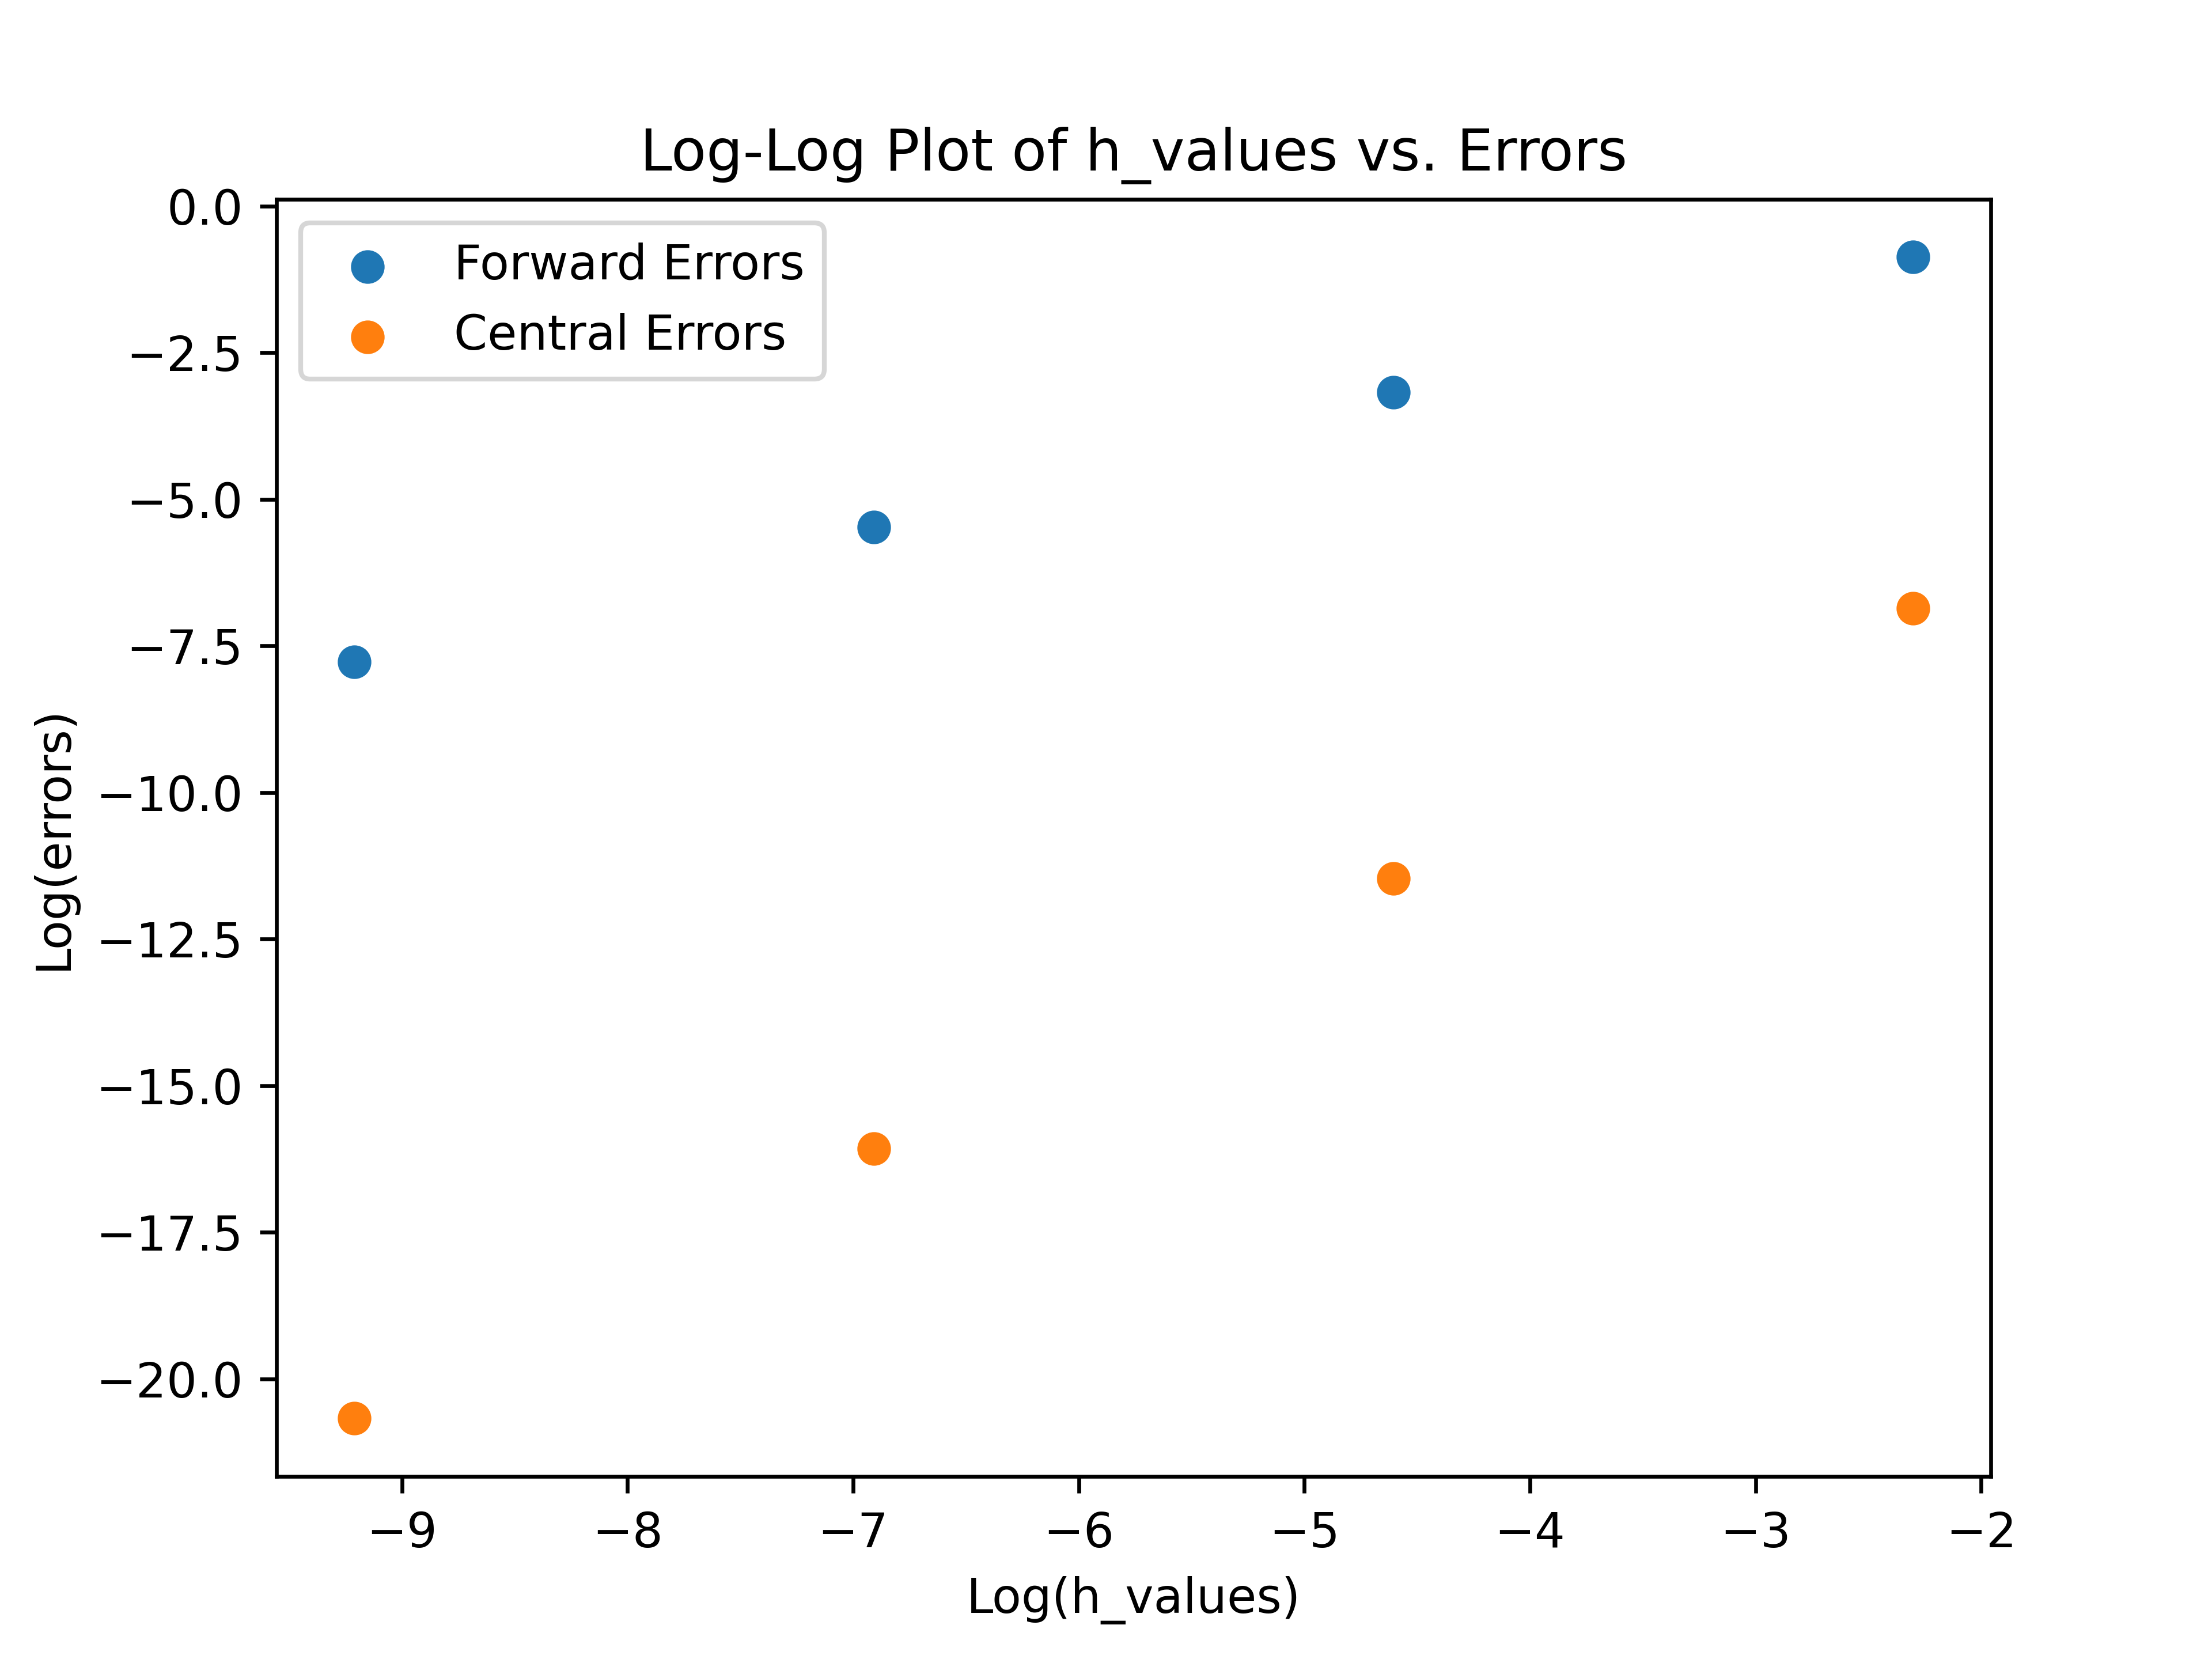 Log-Log Plot of h_values vs. Errors
Forward Errors
Central Errors
0.0
−2.5
−5.0
−7.5
−10.0
−12.5
−15.0
−17.5
−20.0
Log(errors)
−9 −8 −7 −6 −5 −4 −3 −2
Log(h_values)